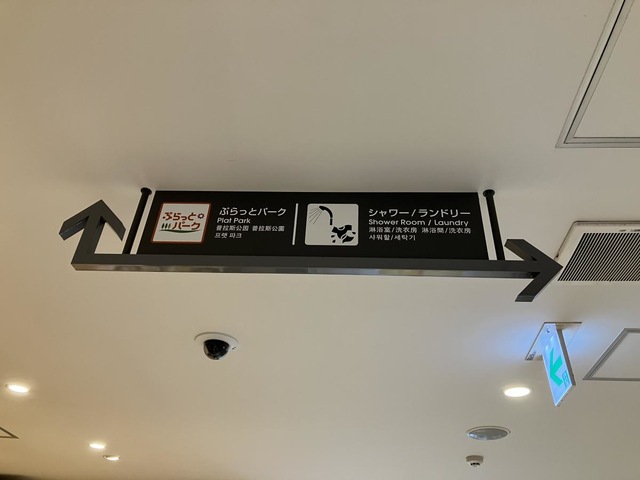 ぷらっと
パーク
ぷらっとパーク
Plat Park
普拉斯公园 普拉斯公園
프랫 파크
シャワー/ランドリー
Shower Room / Laundry
淋浴室/洗衣房 淋浴間/洗衣房
샤워실/세탁기